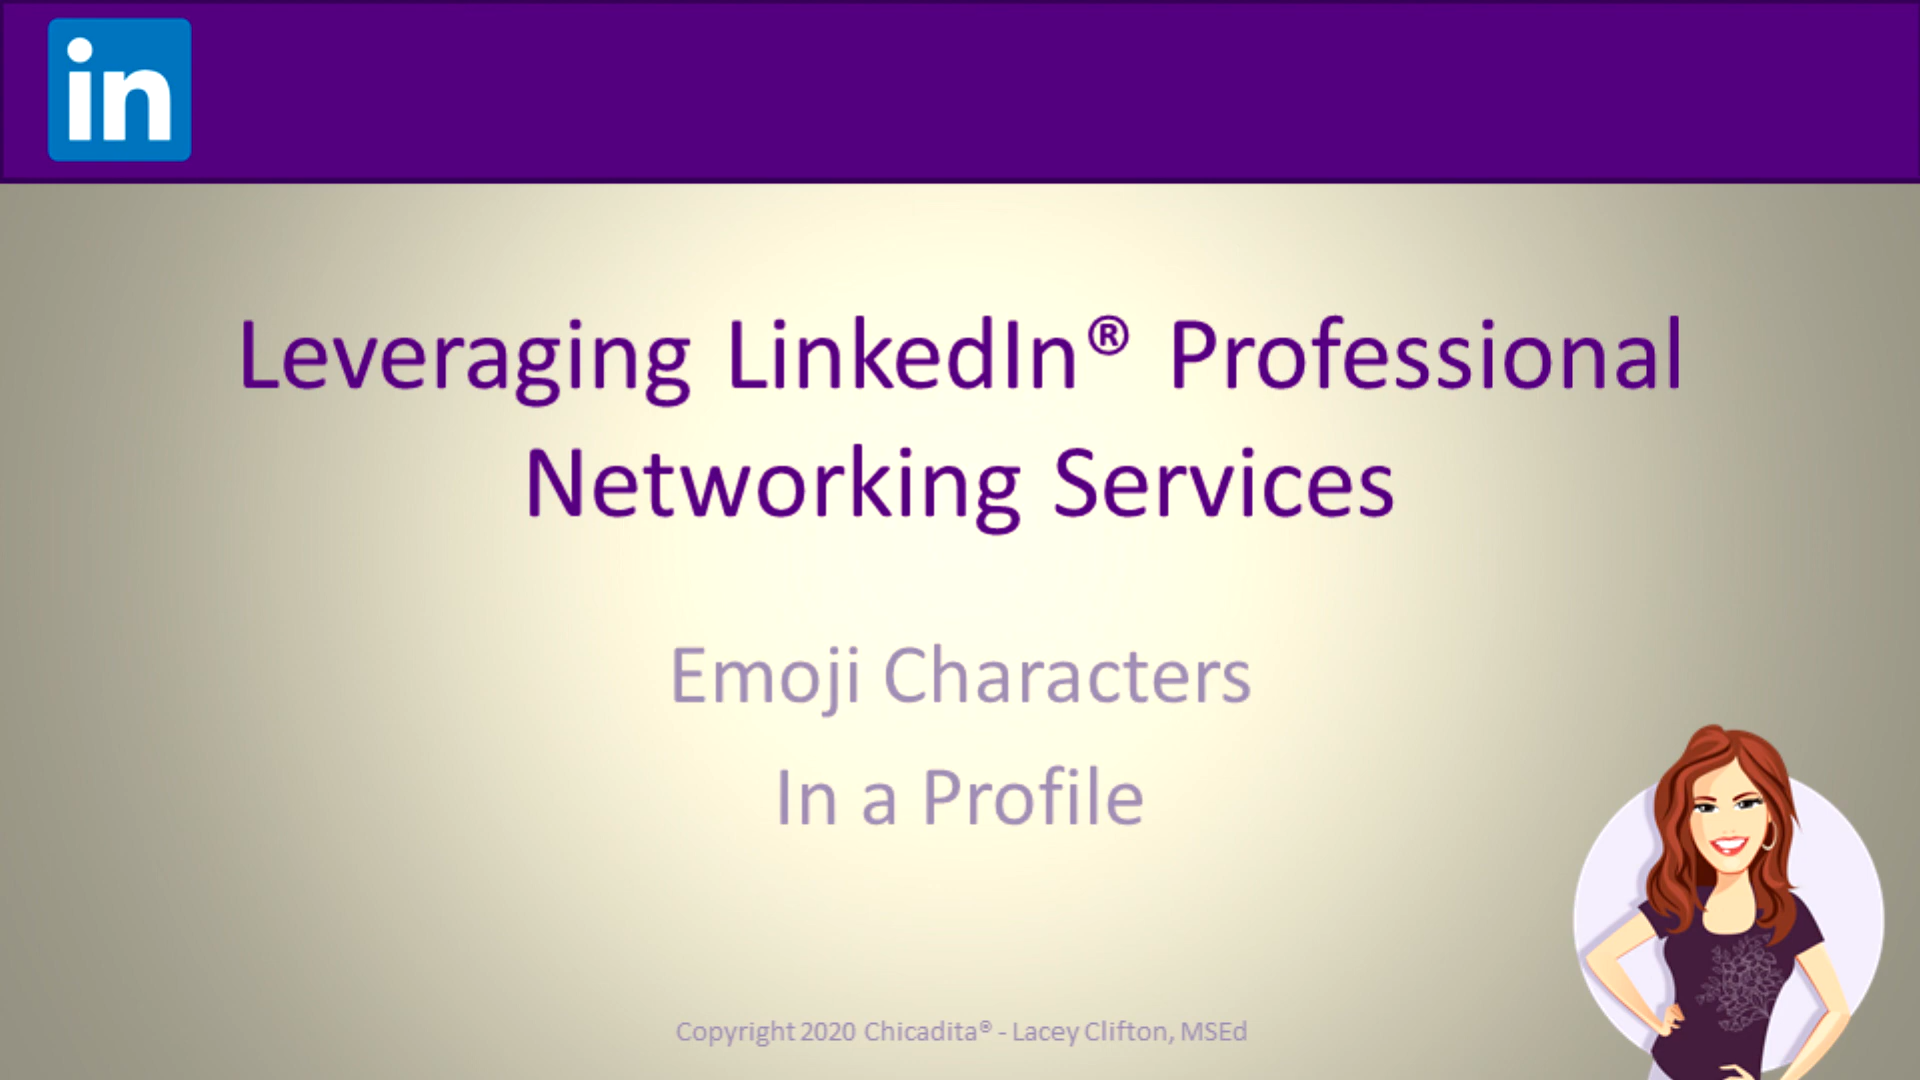 in
Leveraging LinkedIn® Professional
Networking Services
Emoji Characters
In a Profile
Copyright 2020 Chicadita® - Lacey Clifton, MSEd